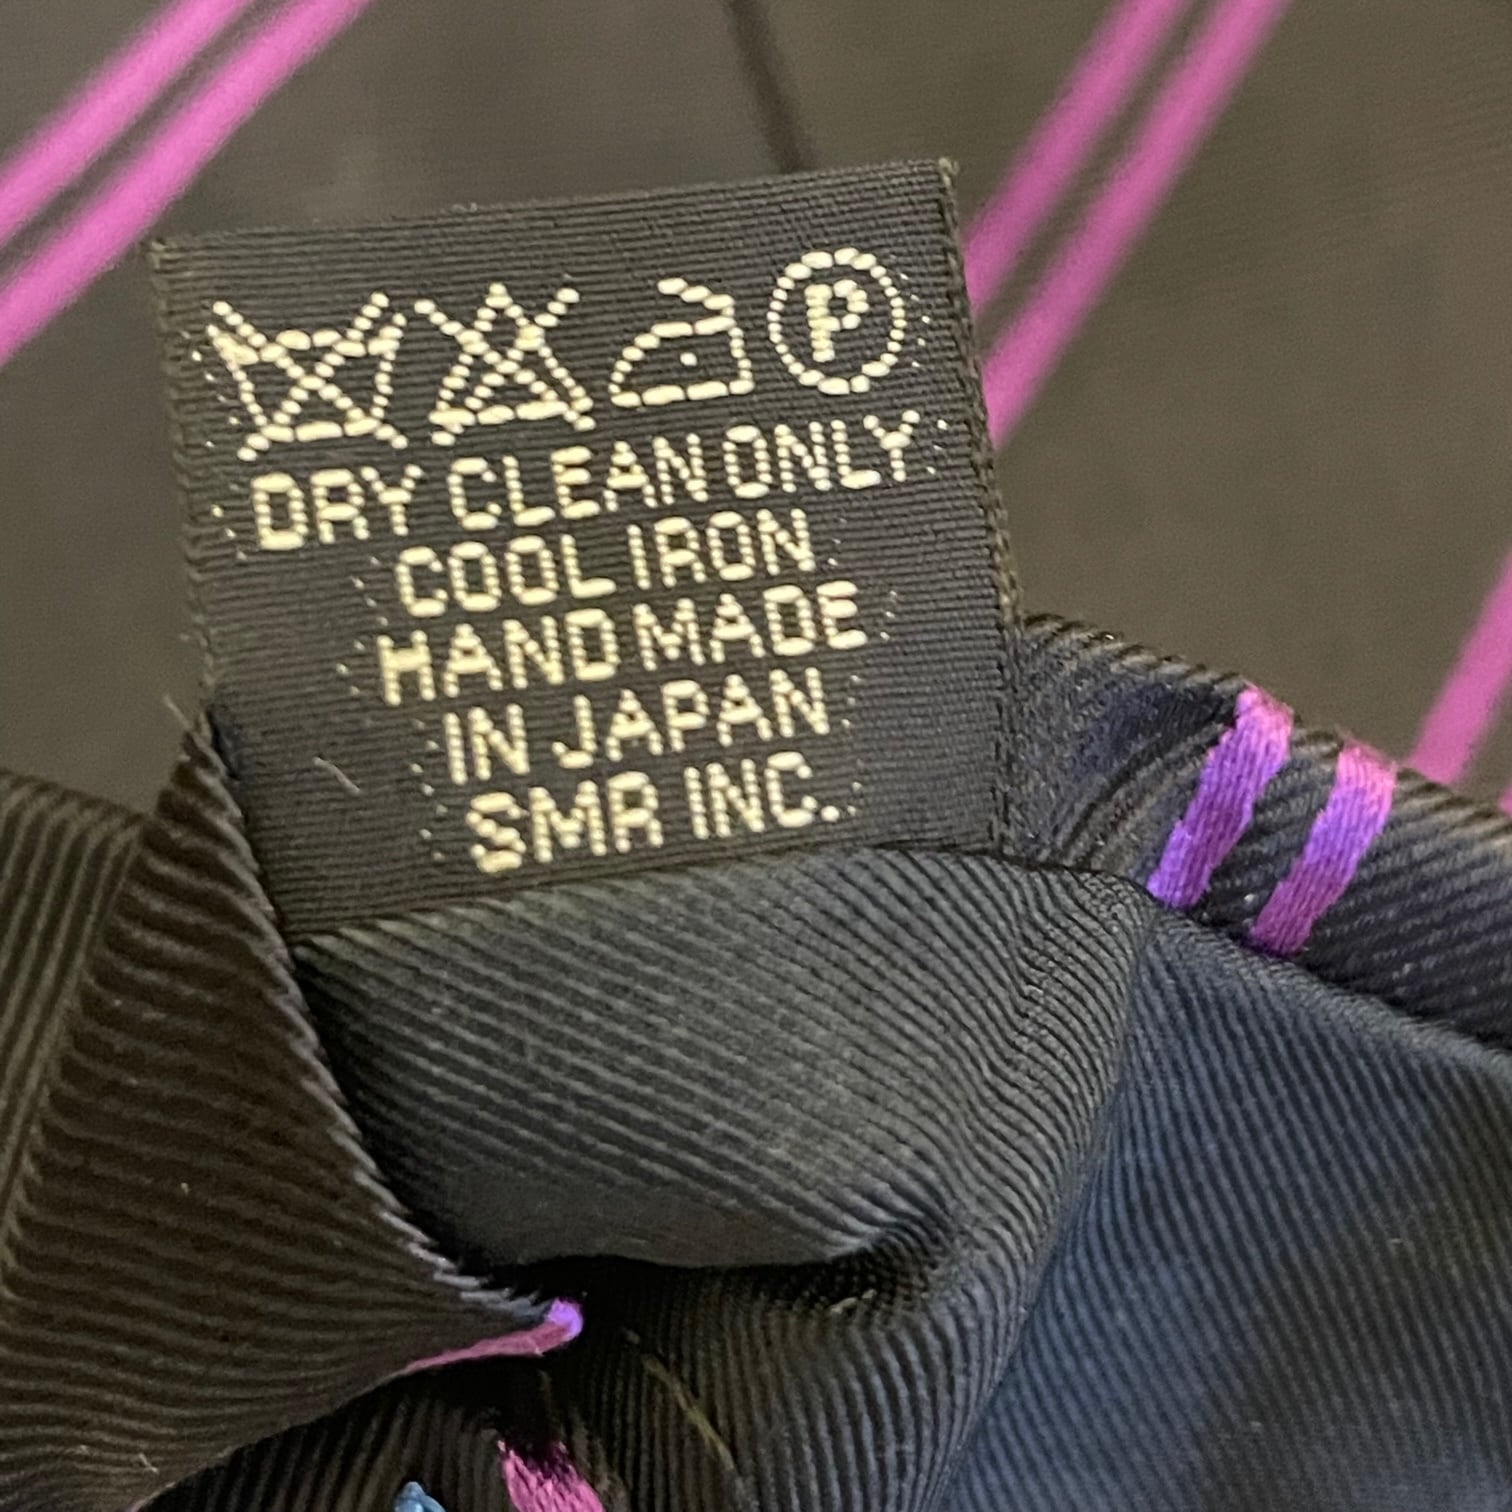 P
DRY CLEAN ONLY
COOL IRON
HAND MADE
IN JAPAN
SMR INC.